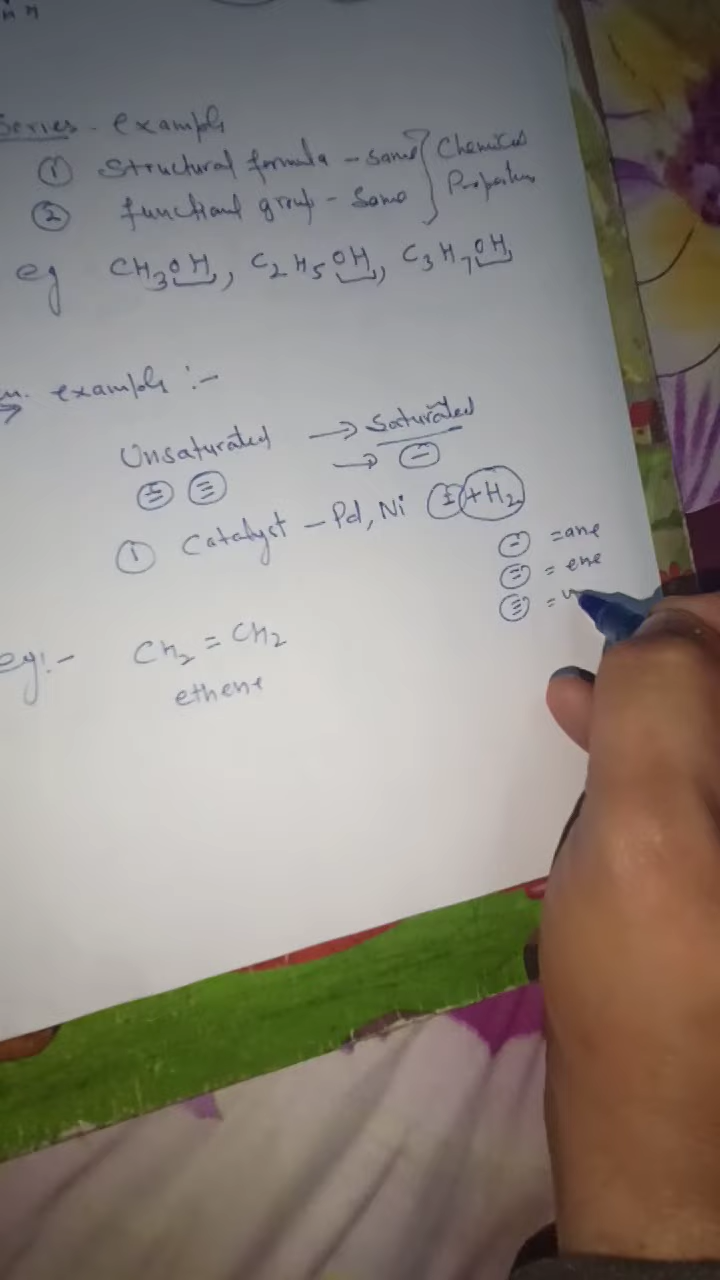 Series - example
① Structural formula - same } Chemical
② functional group - Same } Properties
eg CH₃OH, C₂H₅OH, C₃H₇OH
example :-
Unsaturated → Saturated
= ≡ → -
① Catalyst - Pd, Ni +H₂
- = ane
= = ene
≡ =
eg:- CH₂ = CH₂
ethene